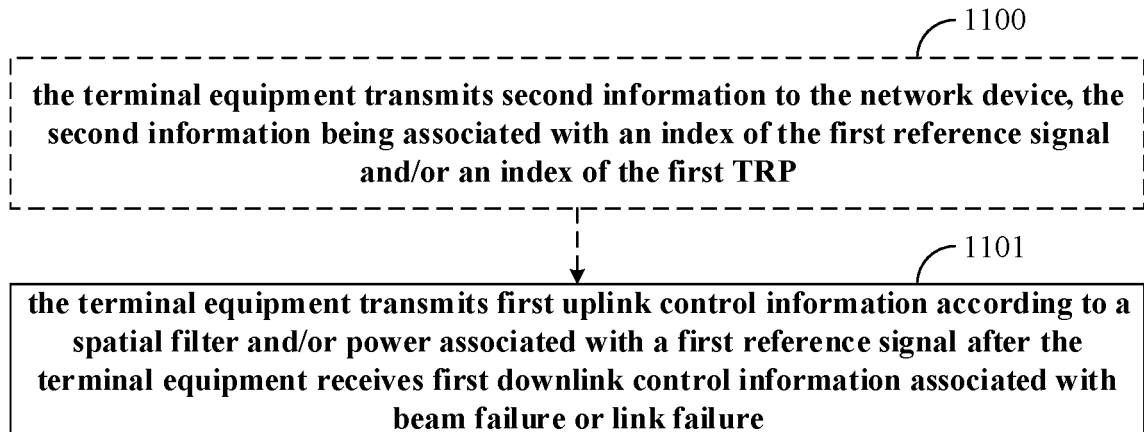 1100
the terminal equipment transmits second information to the network device, the
second information being associated with an index of the first reference signal
and/or an index of the first TRP
1101
the terminal equipment transmits first uplink control information according to a
spatial filter and/or power associated with a first reference signal after the
terminal equipment receives first downlink control information associated with
beam failure or link failure